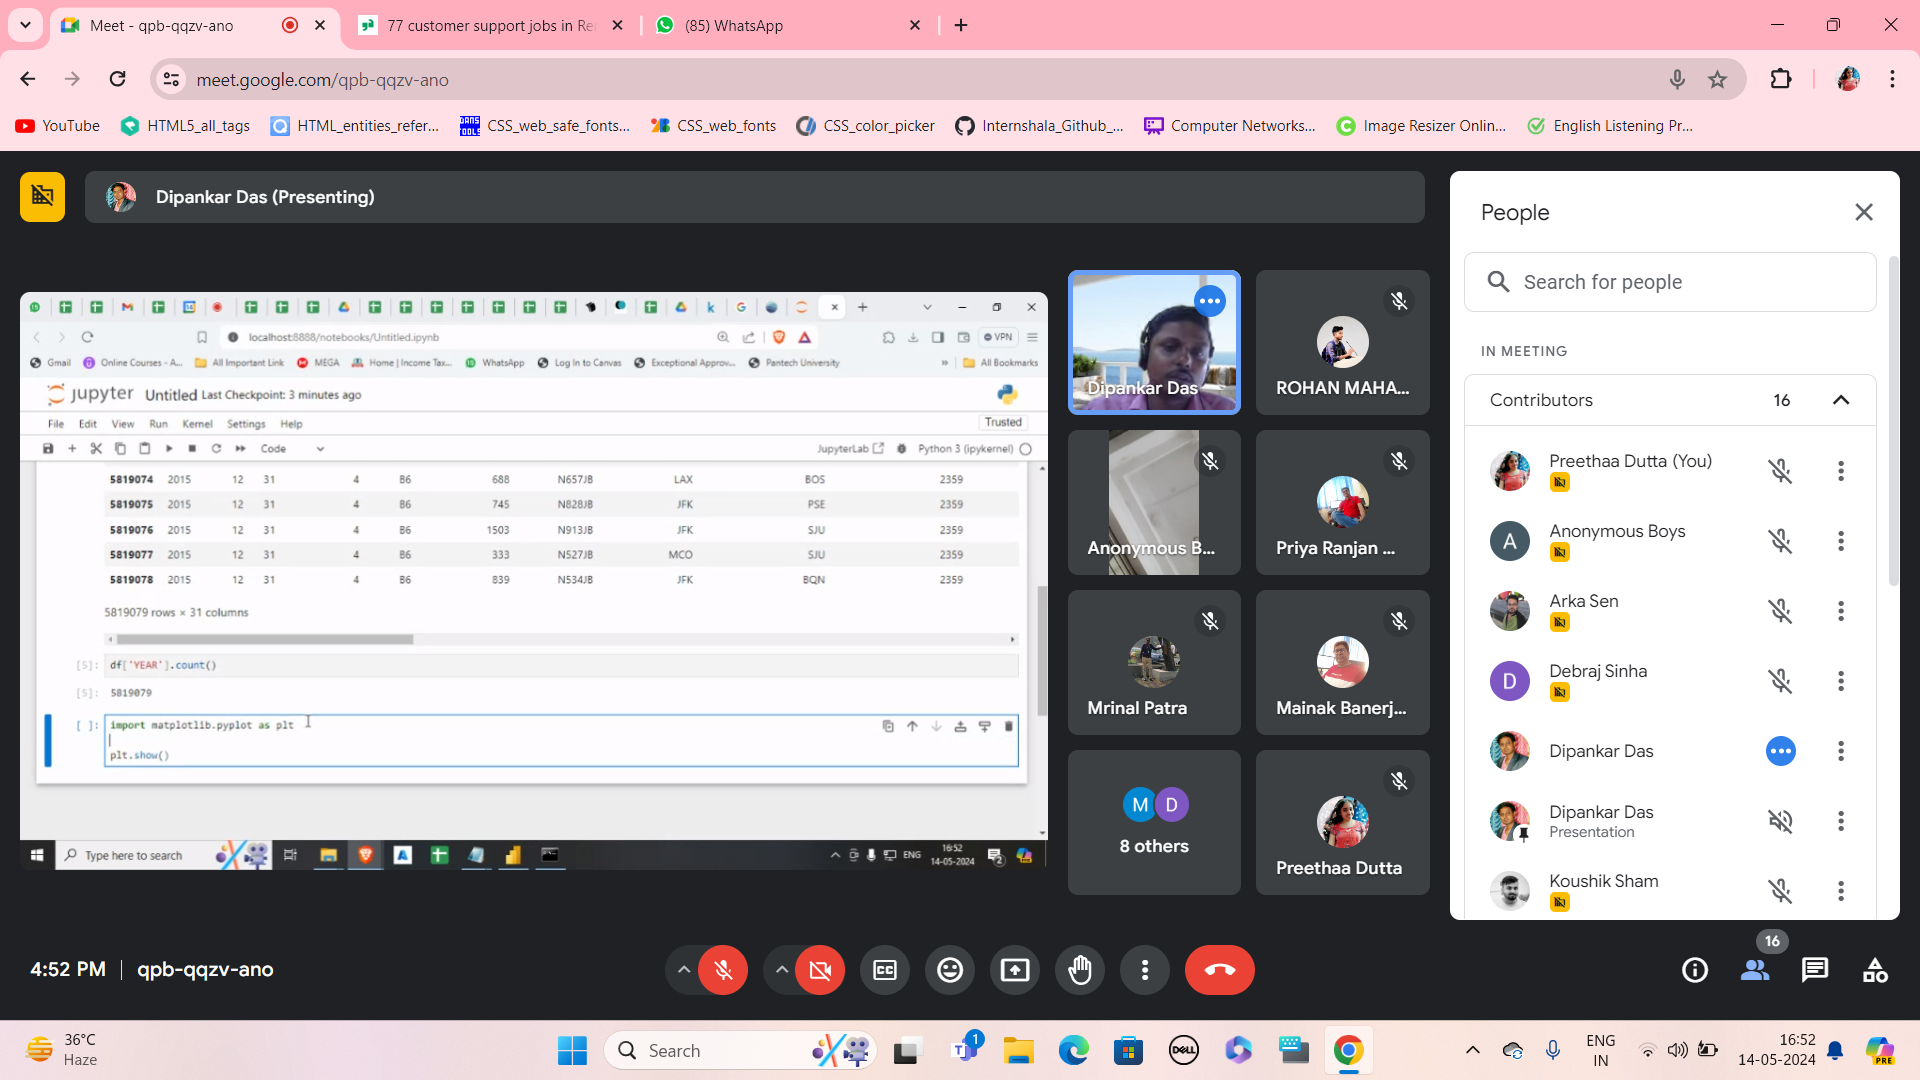 Meet - qpb-qqzv-ano
77 customer support jobs in Re
(85) WhatsApp
meet.google.com/qpb-qqzv-ano
YouTube
HTML5_all_tags
HTML_entities_refer...
CSS_web_safe_fonts...
CSS_web_fonts
CSS_color_picker
Internshala_Github_...
Computer Networks...
Image Resizer Onlin...
English Listening Pr...
Dipankar Das (Presenting)
localhost:8888/notebooks/Untitled.ipynb
VPN
Gmail
Online Courses - A...
All Important Link
MEGA
Home | Income Tax...
WhatsApp
Log In to Canvas
Exceptional Approv...
Pantech University
»
All Bookmarks
jupyter Untitled Last Checkpoint: 3 minutes ago
File Edit View Run Kernel Settings Help
Trusted
Code
JupyterLab
Python 3 (ipykernel)
5819074 2015 12 31 4 B6 688 N657JB LAX BOS 2359
5819075 2015 12 31 4 B6 745 N828JB JFK PSE 2359
5819076 2015 12 31 4 B6 1503 N913JB JFK SJU 2359
5819077 2015 12 31 4 B6 333 N527JB MCO SJU 2359
5819078 2015 12 31 4 B6 839 N534JB JFK BQN 2359
5819079 rows × 31 columns
[5]: df['YEAR'].count()
[5]: 5819079
[ ]: import matplotlib.pyplot as plt
plt.show()
Type here to search
ENG
16:52
14-05-2024
2
Dipankar Das
ROHAN MAHA...
Anonymous B...
Priya Ranjan ...
Mrinal Patra
Mainak Banerj...
M D
8 others
Preethaa Dutta
People
Search for people
IN MEETING
Contributors 16
Preethaa Dutta (You)
A
Anonymous Boys
Arka Sen
D
Debraj Sinha
Dipankar Das
Dipankar Das
Presentation
Koushik Sham
4:52 PM | qpb-qqzv-ano
CC
16
36°C
Haze
Search
1
DELL
ENG
IN
16:52
14-05-2024
PRE